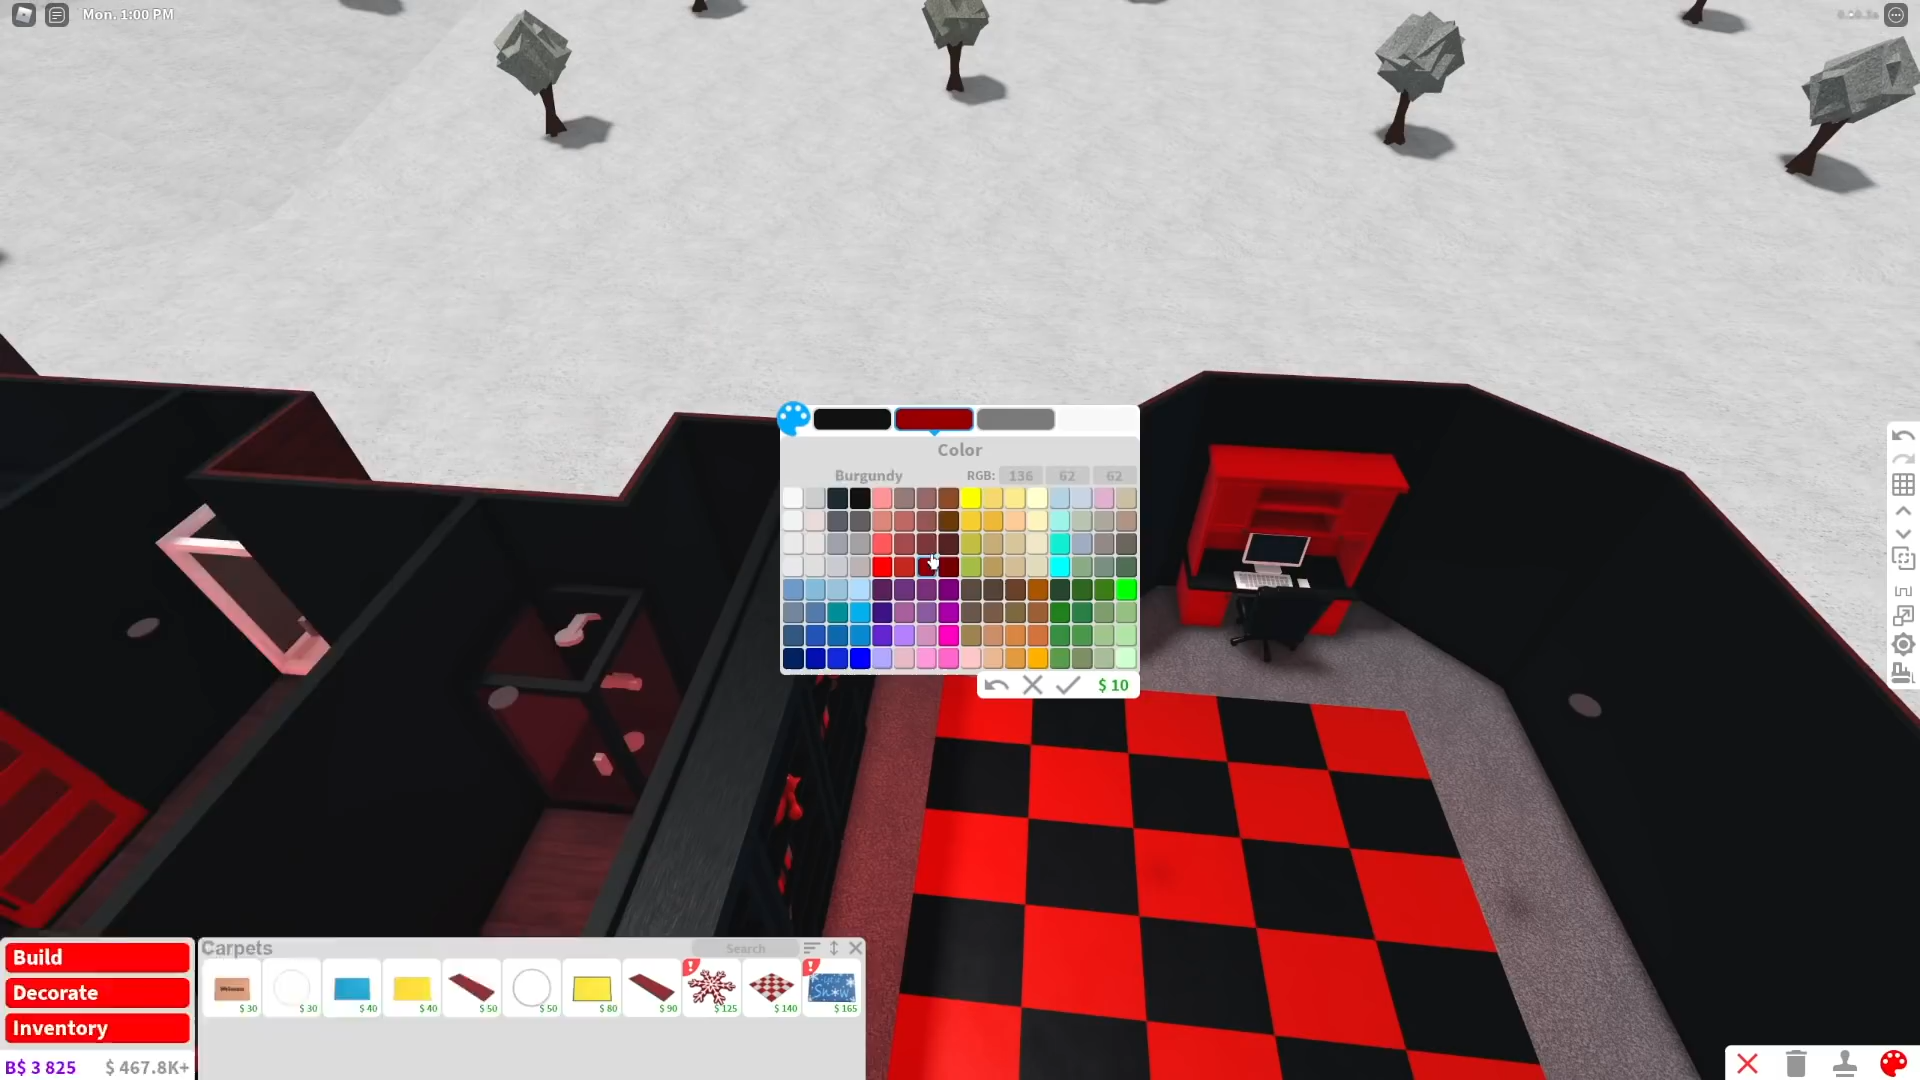 Mon. 1:00 PM
Color
Burgundy
RGB: 136 62 62
$ 10
Build
Decorate
Inventory
B$ 3 825
$ 467.8K+
Carpets
Search
Welcome
$ 30
$ 30
$ 40
$ 40
$ 50
$ 50
$ 80
$ 90
$ 125
$ 140
$ 165